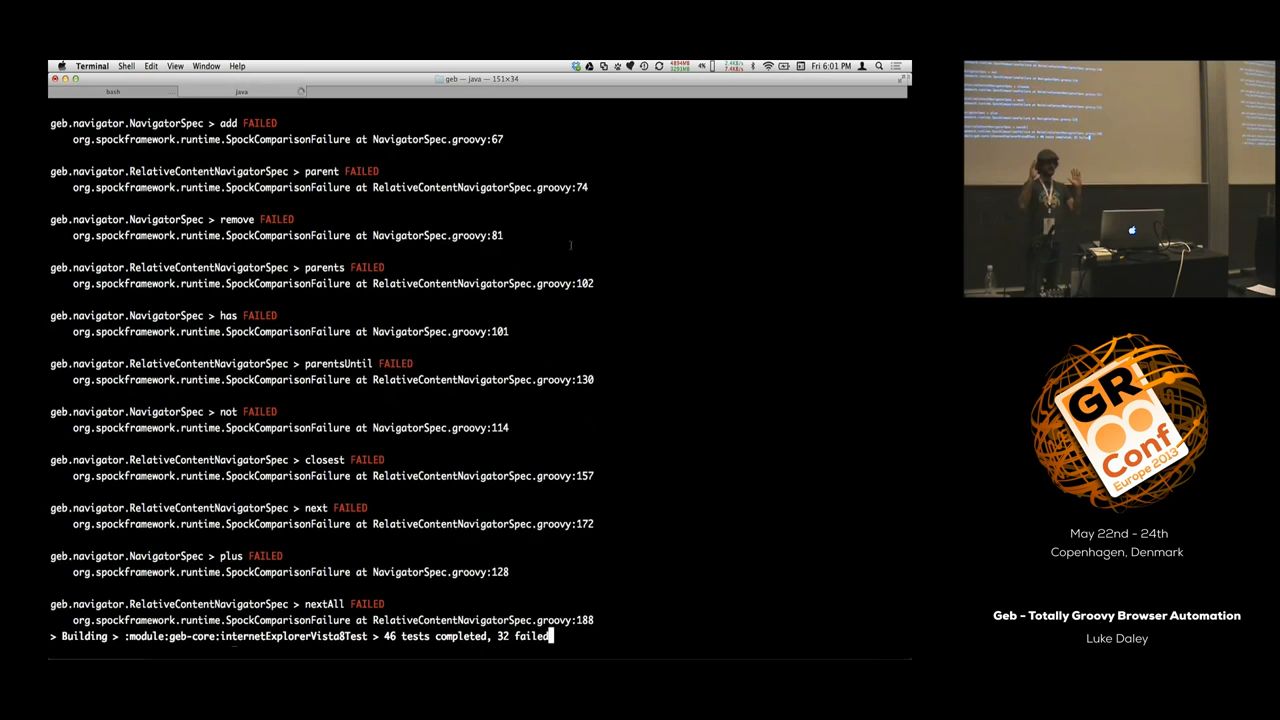 Terminal Shell Edit View Window Help
4% Fri 6:01 PM
geb — java — 151×34
bash java
geb.navigator.NavigatorSpec > add FAILED
org.spockframework.runtime.SpockComparisonFailure at NavigatorSpec.groovy:67
geb.navigator.RelativeContentNavigatorSpec > parent FAILED
org.spockframework.runtime.SpockComparisonFailure at RelativeContentNavigatorSpec.groovy:74
geb.navigator.NavigatorSpec > remove FAILED
org.spockframework.runtime.SpockComparisonFailure at NavigatorSpec.groovy:81
geb.navigator.RelativeContentNavigatorSpec > parents FAILED
org.spockframework.runtime.SpockComparisonFailure at RelativeContentNavigatorSpec.groovy:102
geb.navigator.NavigatorSpec > has FAILED
org.spockframework.runtime.SpockComparisonFailure at NavigatorSpec.groovy:101
geb.navigator.RelativeContentNavigatorSpec > parentsUntil FAILED
org.spockframework.runtime.SpockComparisonFailure at RelativeContentNavigatorSpec.groovy:130
geb.navigator.NavigatorSpec > not FAILED
org.spockframework.runtime.SpockComparisonFailure at NavigatorSpec.groovy:114
geb.navigator.RelativeContentNavigatorSpec > closest FAILED
org.spockframework.runtime.SpockComparisonFailure at RelativeContentNavigatorSpec.groovy:157
geb.navigator.RelativeContentNavigatorSpec > next FAILED
org.spockframework.runtime.SpockComparisonFailure at RelativeContentNavigatorSpec.groovy:172
geb.navigator.NavigatorSpec > plus FAILED
org.spockframework.runtime.SpockComparisonFailure at NavigatorSpec.groovy:128
geb.navigator.RelativeContentNavigatorSpec > nextAll FAILED
org.spockframework.runtime.SpockComparisonFailure at RelativeContentNavigatorSpec.groovy:188
> Building > :module:geb-core:internetExplorerVista8Test > 46 tests completed, 32 failed
GR
8
Conf
Europe 2013
May 22nd - 24th
Copenhagen, Denmark
Geb - Totally Groovy Browser Automation
Luke Daley